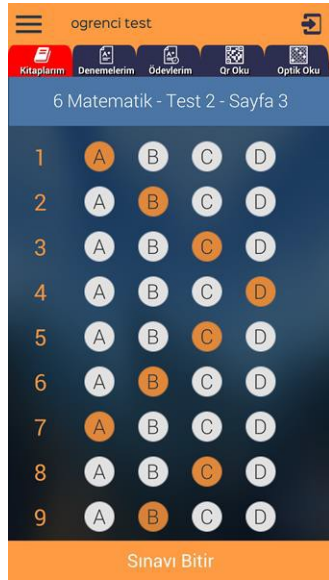 ogrenci test
Kitaplarım Denemelerim Ödevlerim Qr Oku Optik Oku
6 Matematik - Test 2 - Sayfa 3
1 A B C D
2 A B C D
3 A B C D
4 A B C D
5 A B C D
6 A B C D
7 A B C D
8 A B C D
9 A B C D
Sınavı Bitir